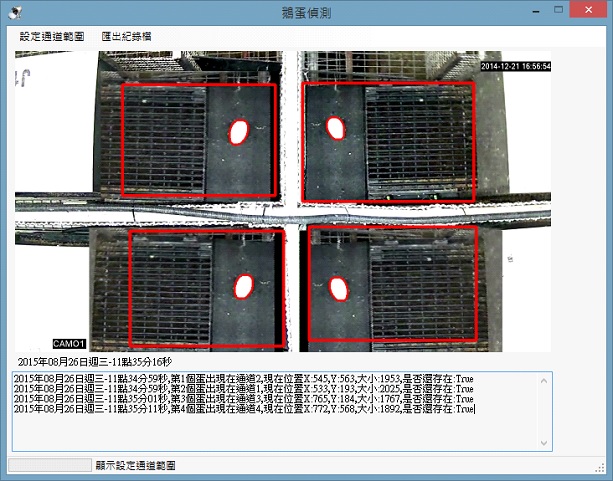 鵝蛋偵測
設定通道範圍 匯出紀錄檔
2014-12-21 16:56:54
CAMO1
2015年08月26日週三-11點35分16秒
2015年08月26日週三-11點34分59秒,第1個蛋出現在通道2,現在位置X:545,Y:563,大小:1953,是否還存在:True
2015年08月26日週三-11點34分59秒,第2個蛋出現在通道1,現在位置X:533,Y:193,大小:2025,是否還存在:True
2015年08月26日週三-11點35分01秒,第3個蛋出現在通道3,現在位置X:765,Y:184,大小:1767,是否還存在:True
2015年08月26日週三-11點35分11秒,第4個蛋出現在通道4,現在位置X:772,Y:568,大小:1892,是否還存在:True
顯示設定通道範圍